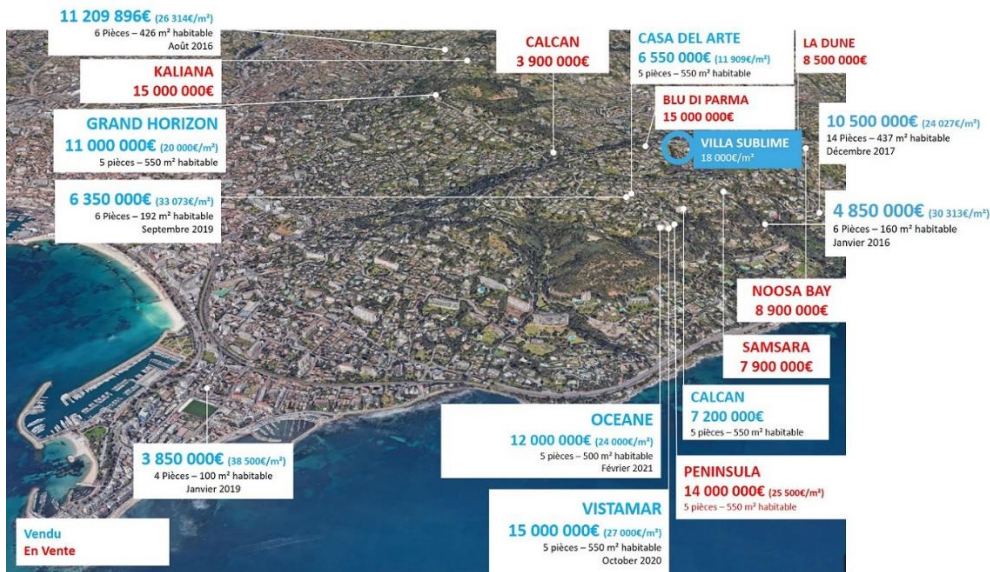 11 209 896€ (26 314€/m²)
6 Pièces – 426 m² habitable
Août 2016
KALIANA
15 000 000€
GRAND HORIZON
11 000 000€ (20 000€/m²)
5 pièces – 550 m² habitable
6 350 000€ (33 073€/m²)
6 Pièces – 192 m² habitable
Septembre 2019
CALCAN
3 900 000€
CASA DEL ARTE
6 550 000€ (11 909€/m²)
5 pièces – 550 m² habitable
LA DUNE
8 500 000€
BLU DI PARMA
15 000 000€
VILLA SUBLIME
18 000€/m²
10 500 000€ (24 027€/m²)
14 Pièces – 437 m² habitable
Décembre 2017
4 850 000€ (30 313€/m²)
6 Pièces – 160 m² habitable
Janvier 2016
NOOSA BAY
8 900 000€
SAMSARA
7 900 000€
CALCAN
7 200 000€
5 pièces – 550 m² habitable
OCEANE
12 000 000€ (24 000€/m²)
5 pièces – 500 m² habitable
Février 2021
PENINSULA
14 000 000€ (25 500€/m²)
5 pièces – 550 m² habitable
VISTAMAR
15 000 000€ (27 000€/m²)
5 pièces – 550 m² habitable
October 2020
3 850 000€ (38 500€/m²)
4 Pièces – 100 m² habitable
Janvier 2019
Vendu
En Vente